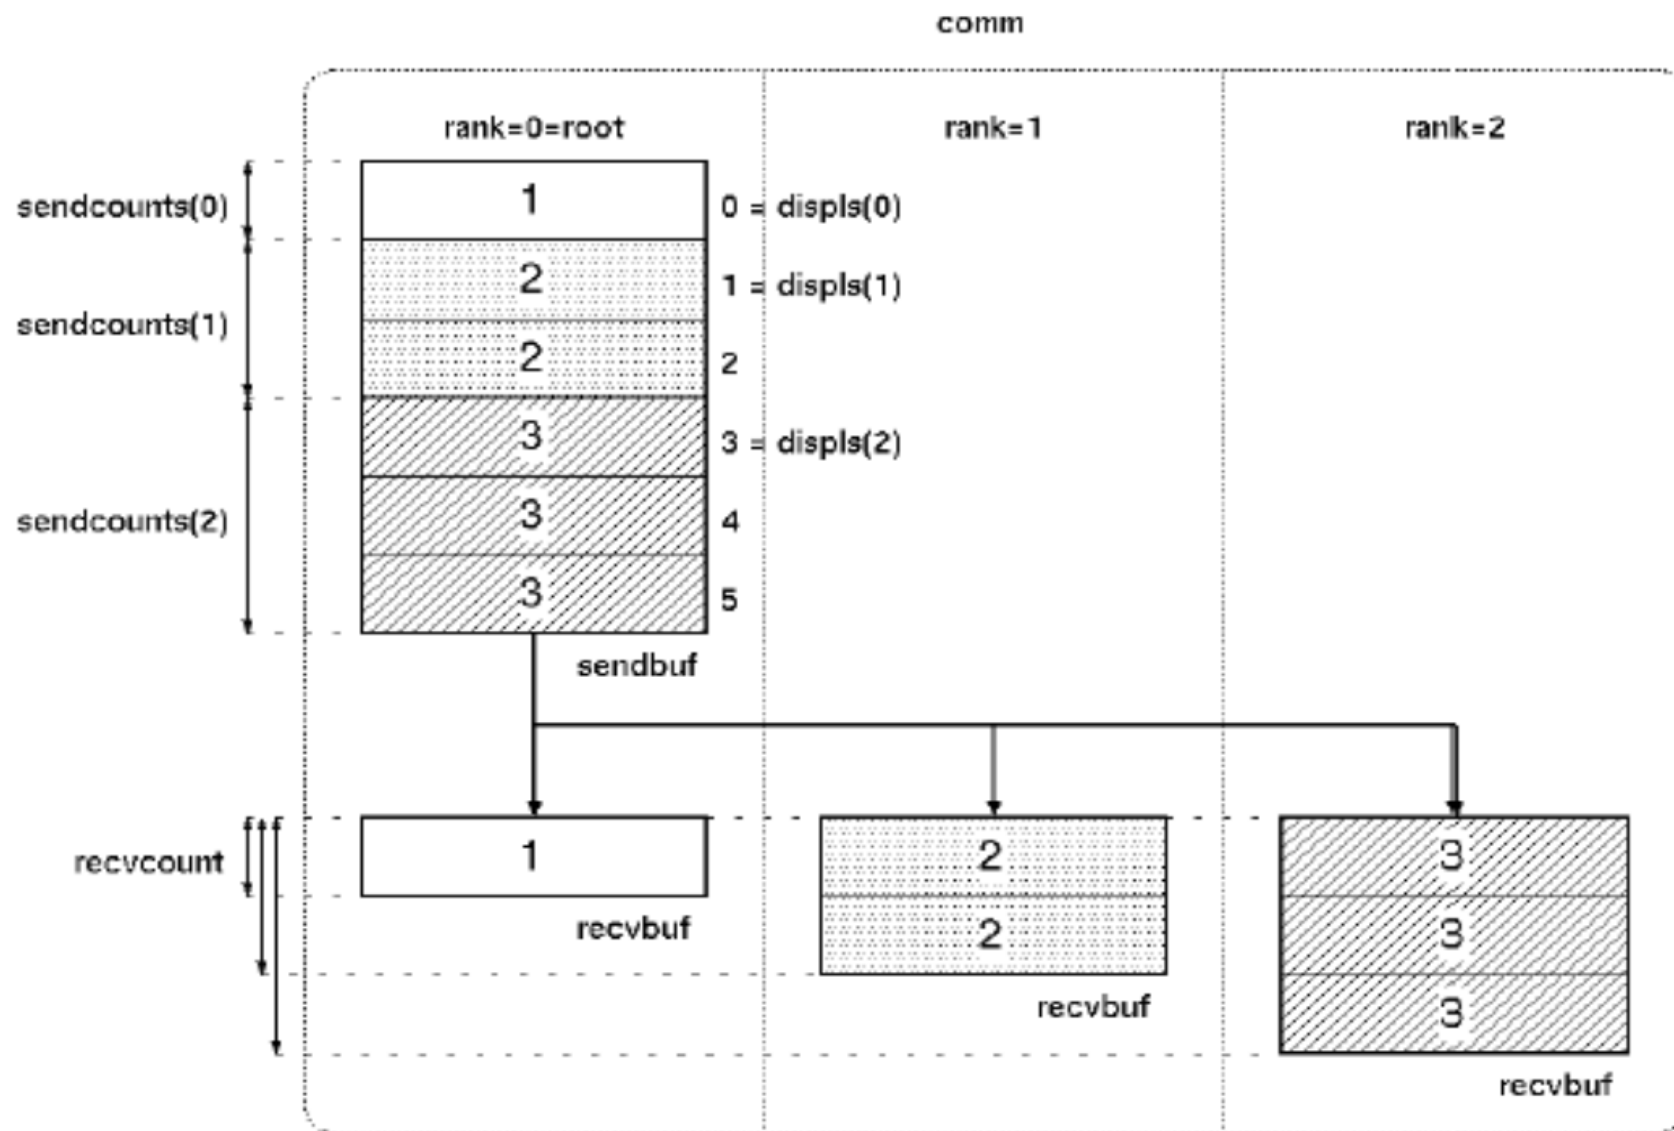 comm
rank=0=root
rank=1
rank=2
sendcounts(0)
1
0 = displs(0)
2
1 = displs(1)
sendcounts(1)
2
2
3
3 = displs(2)
sendcounts(2)
3
4
3
5
sendbuf
recvcount
1
2
3
recvbuf
2
3
recvbuf
3
recvbuf